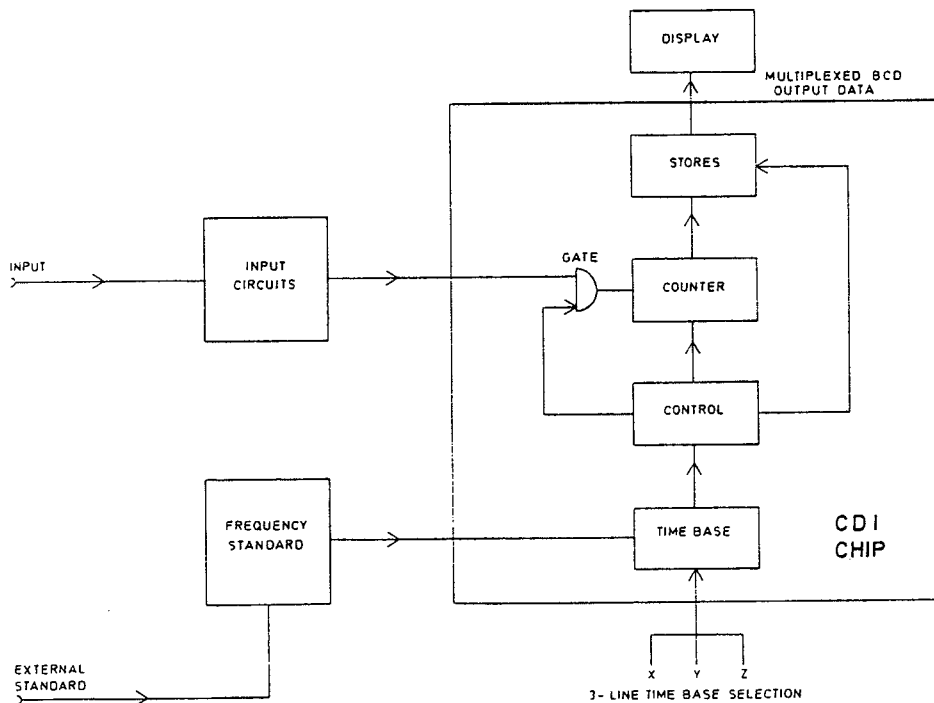 DISPLAY
MULTIPLEXED BCD
OUTPUT DATA
STORES
INPUT
INPUT
CIRCUITS
GATE
COUNTER
CONTROL
FREQUENCY
STANDARD
TIME BASE
CDI
CHIP
EXTERNAL
STANDARD
X Y Z
3-LINE TIME BASE SELECTION